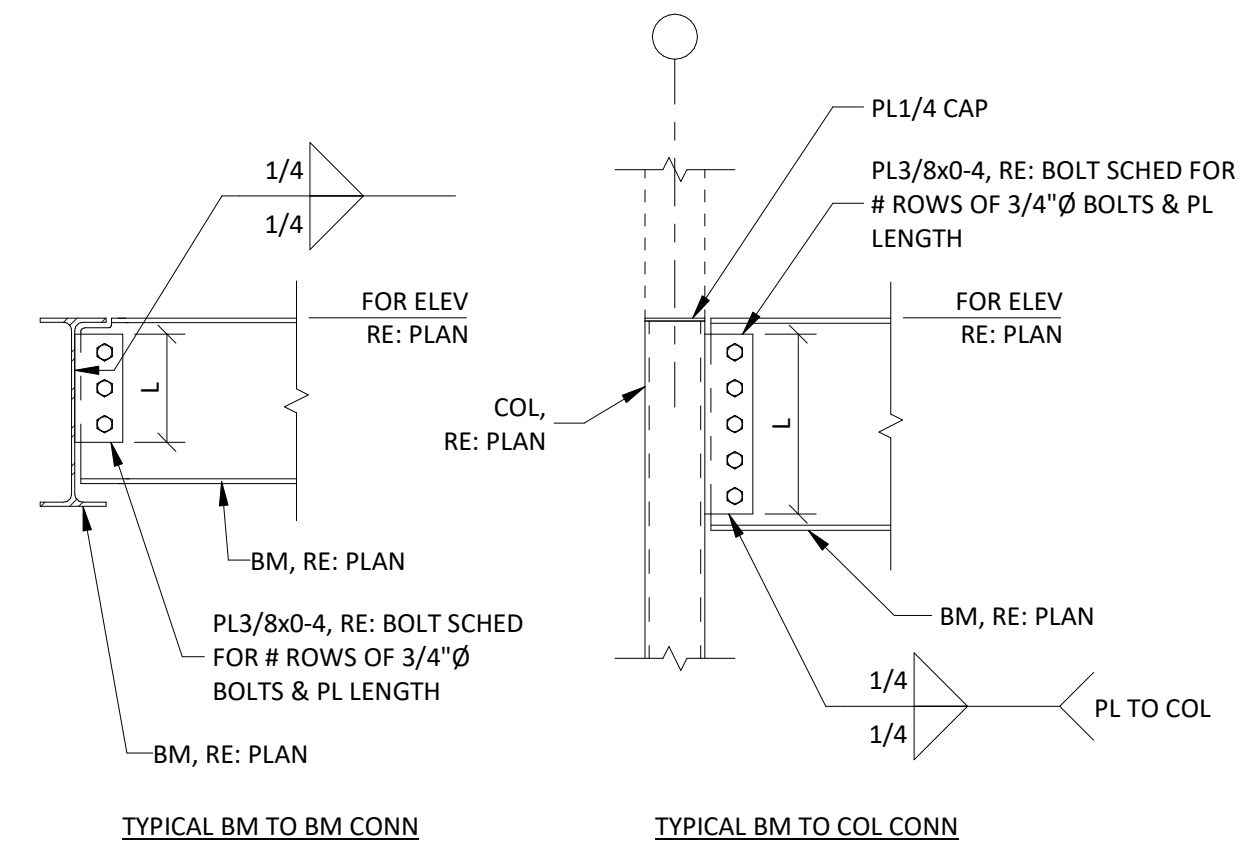 1/4
1/4
FOR ELEV
RE: PLAN
L
BM, RE: PLAN
PL3/8x0-4, RE: BOLT SCHED
FOR # ROWS OF 3/4"Ø
BOLTS & PL LENGTH
BM, RE: PLAN
TYPICAL BM TO BM CONN
PL1/4 CAP
PL3/8x0-4, RE: BOLT SCHED FOR
# ROWS OF 3/4"Ø BOLTS & PL
LENGTH
FOR ELEV
RE: PLAN
COL,
RE: PLAN
L
BM, RE: PLAN
1/4
1/4
PL TO COL
TYPICAL BM TO COL CONN